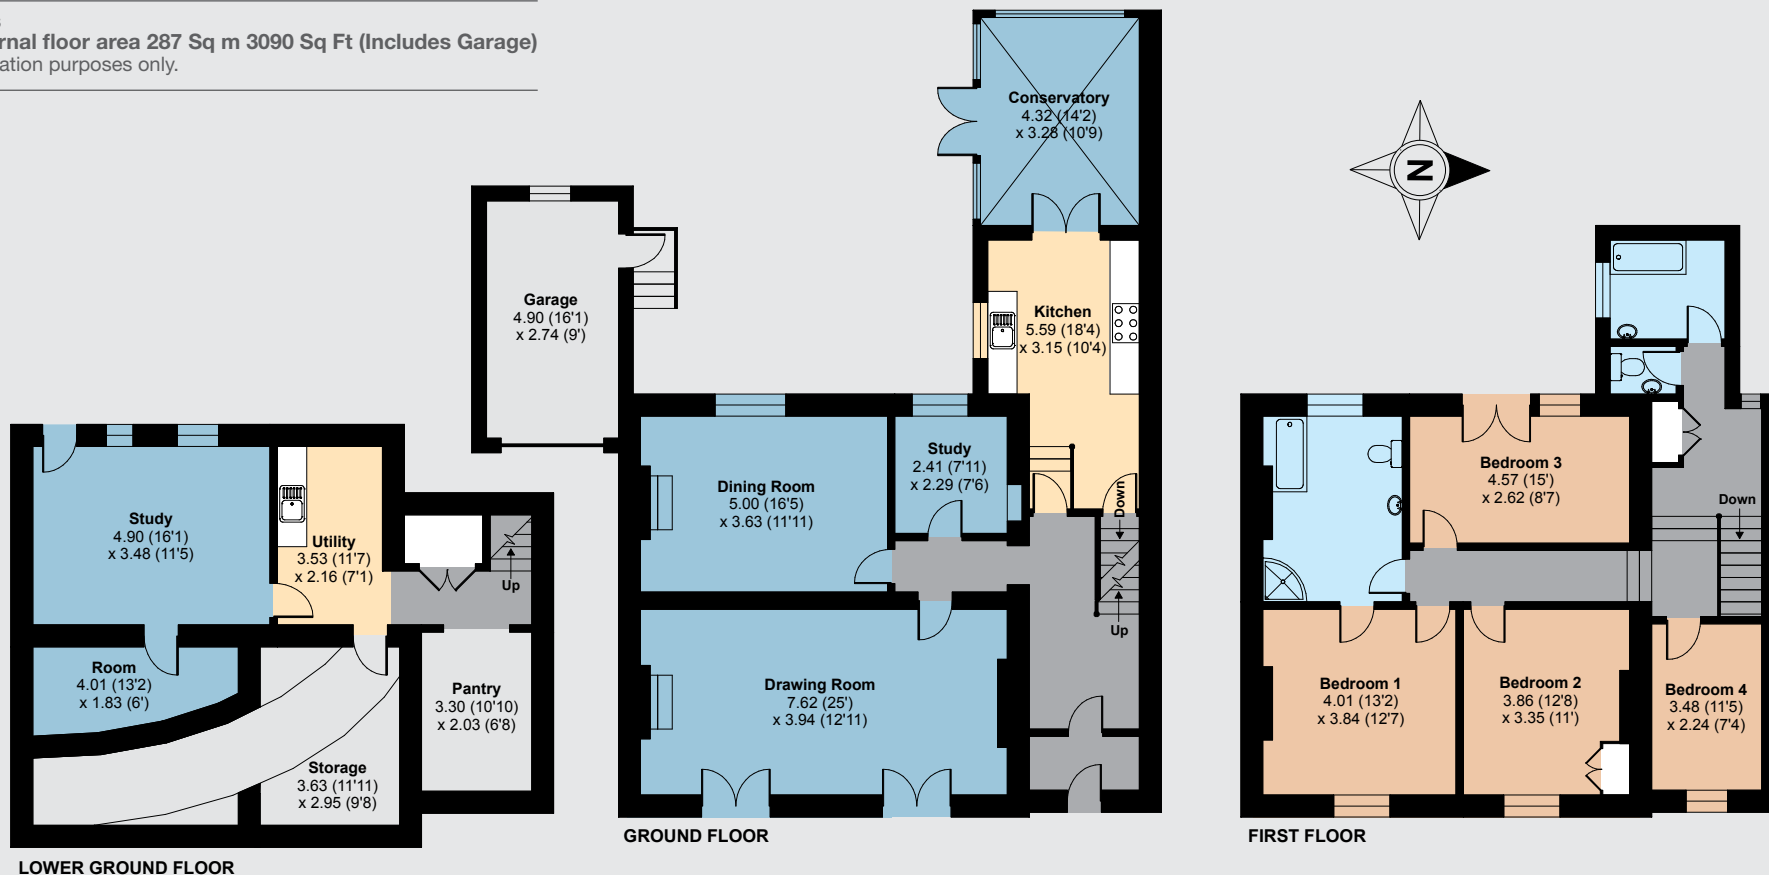 rnal floor area 287 Sq m 3090 Sq Ft (Includes Garage)
ation purposes only.
Conservatory
4.32 (14'2)
x 3.28 (10'9)
N
Garage
4.90 (16'1)
x 2.74 (9')
Kitchen
5.59 (18'4)
x 3.15 (10'4)
Study
4.90 (16'1)
x 3.48 (11'5)
Utility
3.53 (11'7)
x 2.16 (7'1)
Up
Room
4.01 (13'2)
x 1.83 (6')
Pantry
3.30 (10'10)
x 2.03 (6'8)
Storage
3.63 (11'11)
x 2.95 (9'8)
LOWER GROUND FLOOR
Dining Room
5.00 (16'5)
x 3.63 (11'11)
Study
2.41 (7'11)
x 2.29 (7'6)
Down
Up
Drawing Room
7.62 (25')
x 3.94 (12'11)
GROUND FLOOR
Bedroom 3
4.57 (15')
x 2.62 (8'7)
Down
Bedroom 1
4.01 (13'2)
x 3.84 (12'7)
Bedroom 2
3.86 (12'8)
x 3.35 (11')
Bedroom 4
3.48 (11'5)
x 2.24 (7'4)
FIRST FLOOR